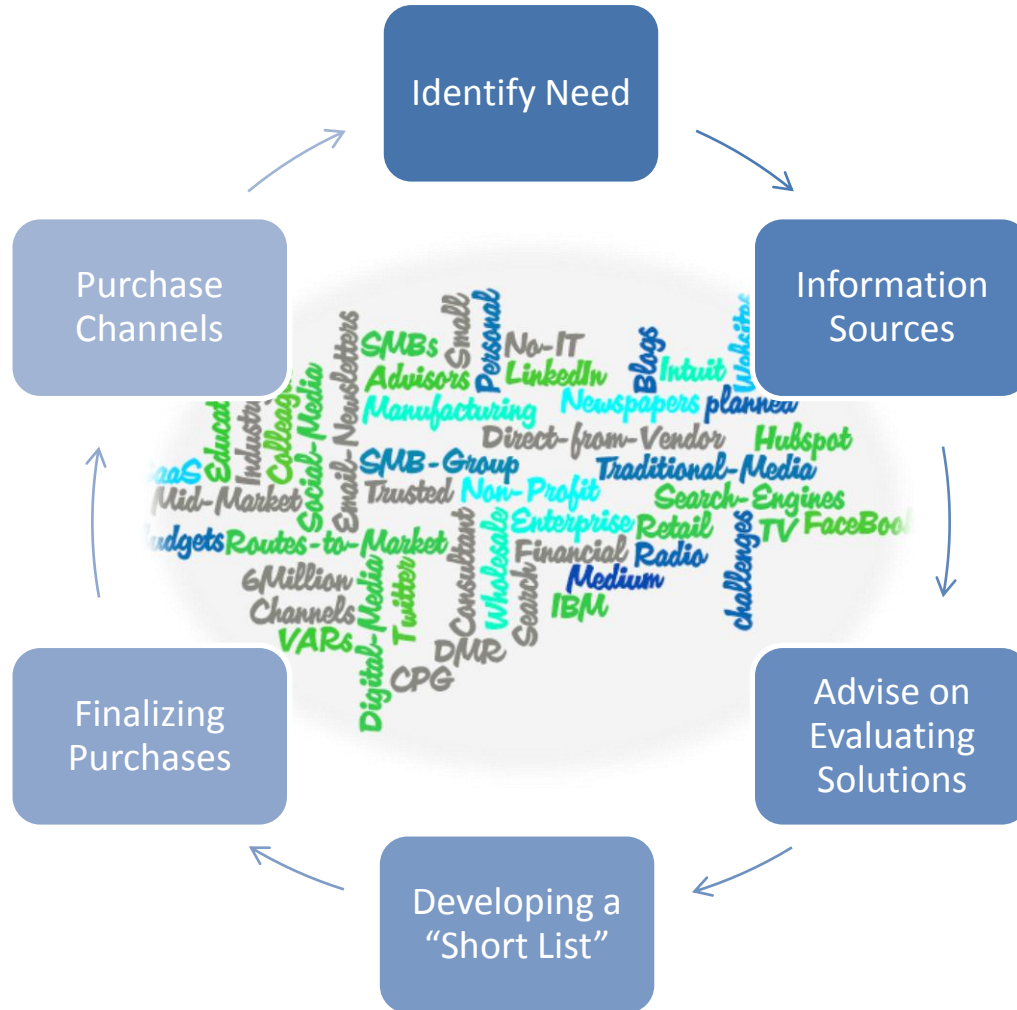 Identify Need
Information
Sources
Advise on
Evaluating
Solutions
Developing a
“Short List”
Finalizing
Purchases
Purchase
Channels
SMBs
Small
Personal
No-IT
Advisors
LinkedIn
Blogs
Intuit
Manufacturing
Newspapers
planned
Email-Newsletters
Social-Media
Direct-from-Vendor
Hubspot
SMB-Group
Traditional-Media
Mid-Market
Trusted
Non-Profit
Search-Engines
Enterprise
Retail
TV
Routes-to-Market
Consultant
Wholesale
Financial
Radio
challenges
6Million
Medium
Channels
Digital-Media
Twitter
Search
IBM
VARs
DMR
CPG